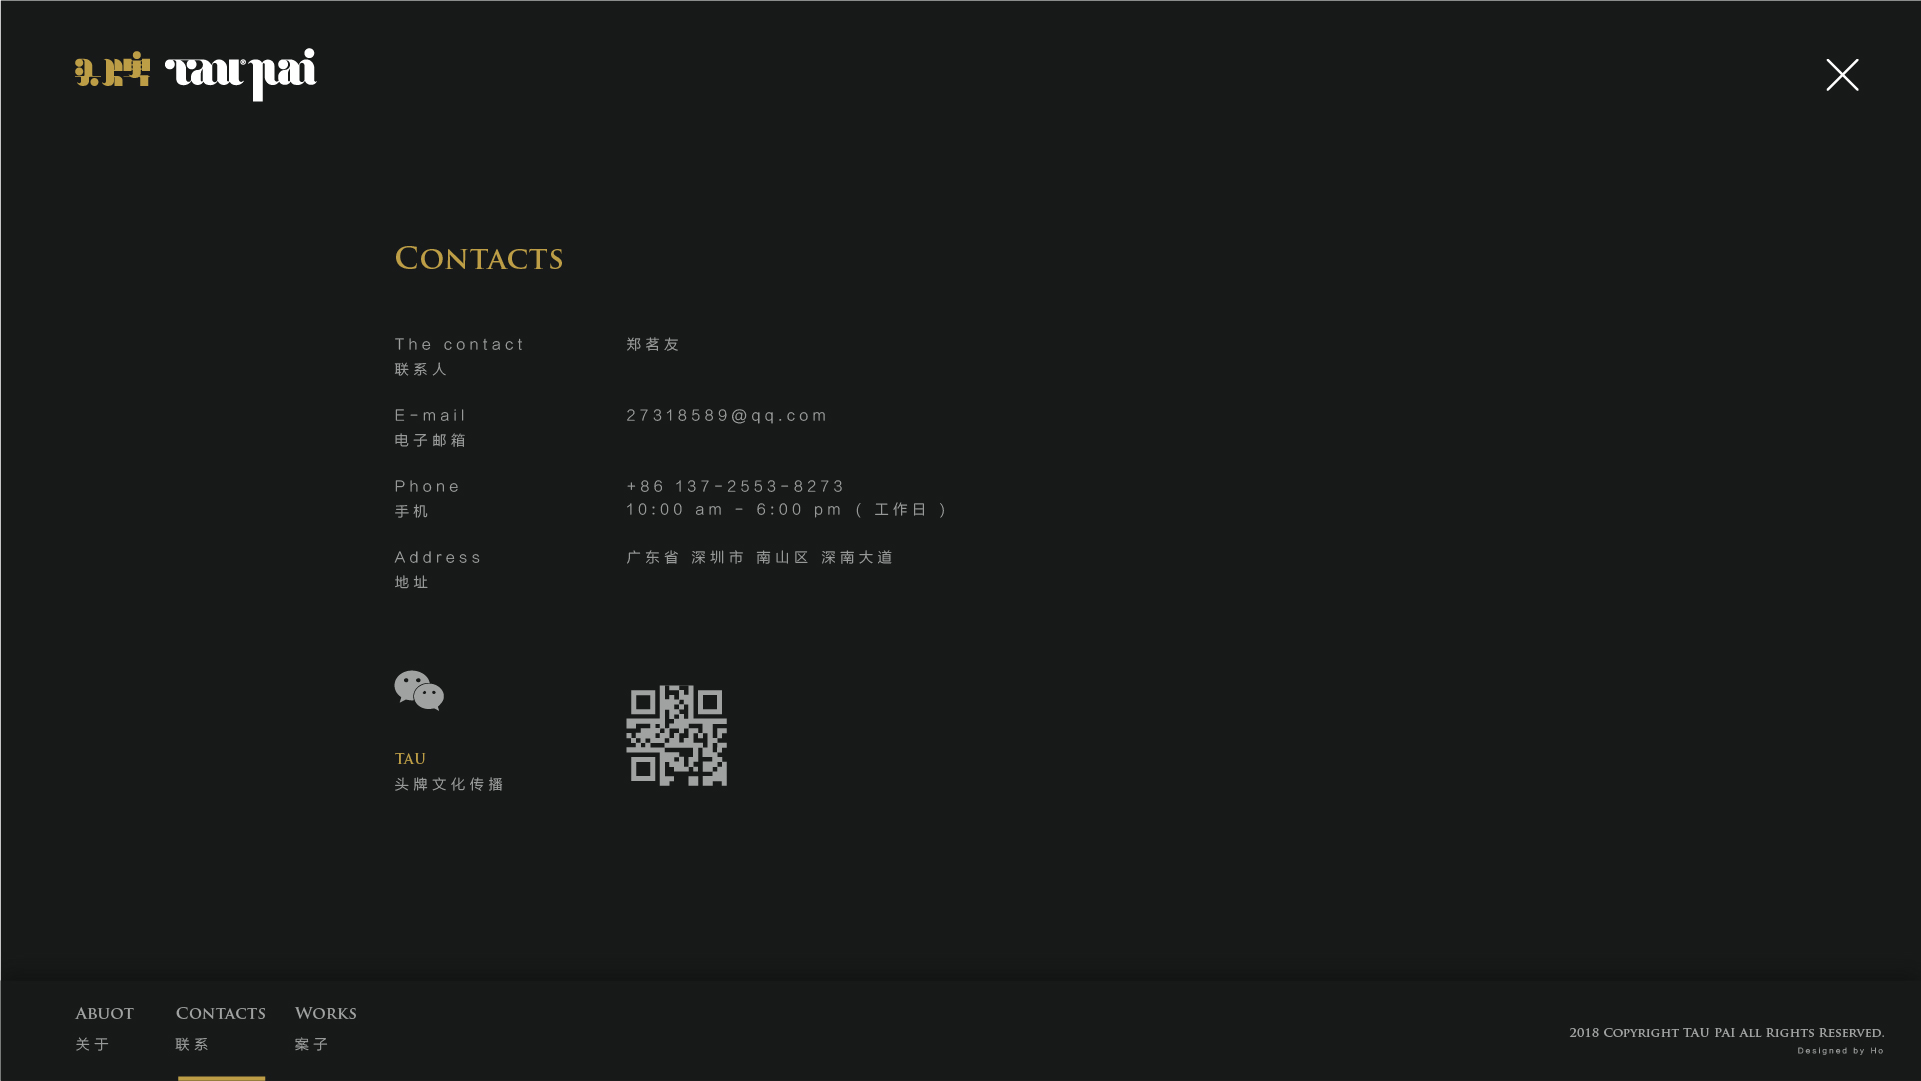 头牌 Tau® pai
Contacts
The contact
郑茗友
联系人
E-mail
27318589@qq.com
电子邮箱
Phone
+86 137-2553-8273
手机
10:00 am - 6:00 pm ( 工作日 )
Address
广东省 深圳市 南山区 深南大道
地址
TAU
头牌文化传播
Abuot
Contacts
Works
关于
联系
案子
2018 Copyright TAU PAI All Rights Reserved.
Designed by Ho